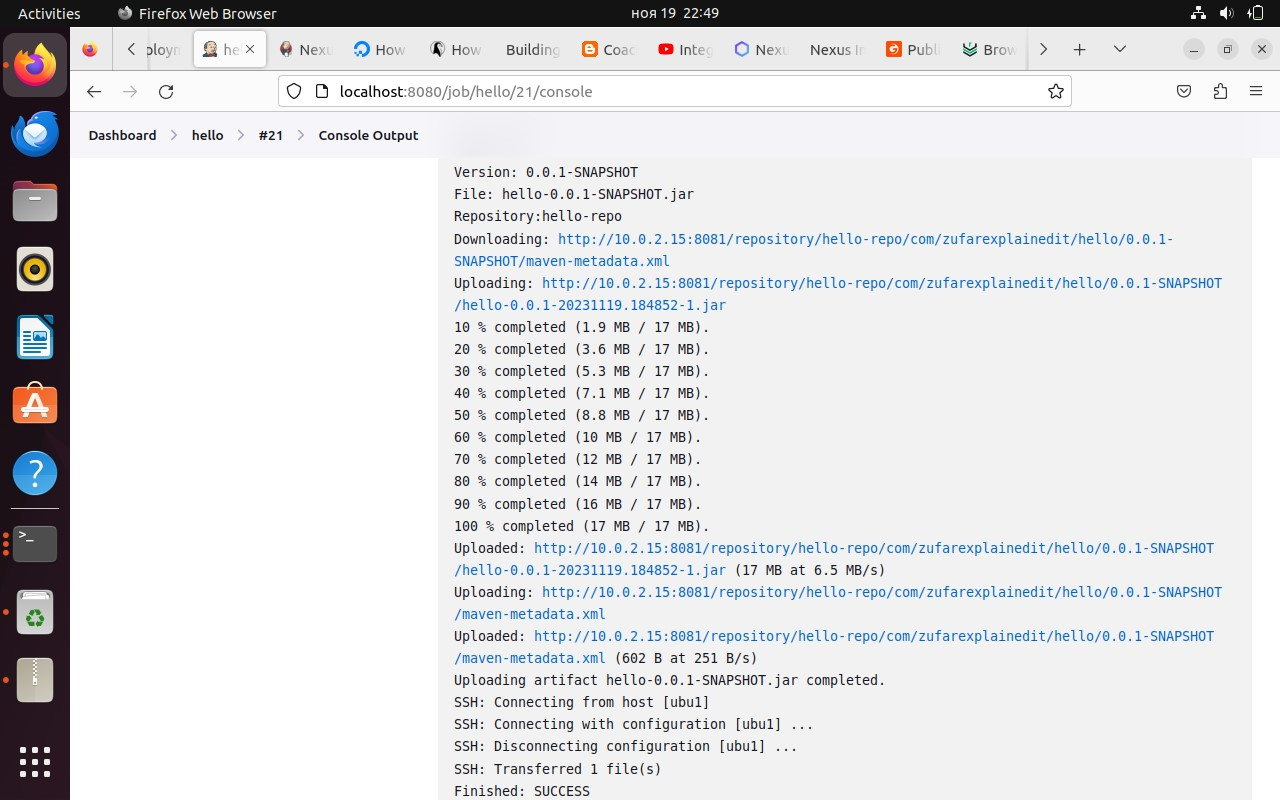 Activities
Firefox Web Browser
ноя 19 22:49
ployn
he
Nexu
How
How
Building
Coac
Integ
Nexu
Nexus In
Publi
Brow
localhost:8080/job/hello/21/console
Dashboard
hello
#21
Console Output
Version: 0.0.1-SNAPSHOT
File: hello-0.0.1-SNAPSHOT.jar
Repository:hello-repo
Downloading: http://10.0.2.15:8081/repository/hello-repo/com/zufarexplainedit/hello/0.0.1-
SNAPSHOT/maven-metadata.xml
Uploading: http://10.0.2.15:8081/repository/hello-repo/com/zufarexplainedit/hello/0.0.1-SNAPSHOT
/hello-0.0.1-20231119.184852-1.jar
10 % completed (1.9 MB / 17 MB).
20 % completed (3.6 MB / 17 MB).
30 % completed (5.3 MB / 17 MB).
40 % completed (7.1 MB / 17 MB).
50 % completed (8.8 MB / 17 MB).
60 % completed (10 MB / 17 MB).
70 % completed (12 MB / 17 MB).
80 % completed (14 MB / 17 MB).
90 % completed (16 MB / 17 MB).
100 % completed (17 MB / 17 MB).
Uploaded: http://10.0.2.15:8081/repository/hello-repo/com/zufarexplainedit/hello/0.0.1-SNAPSHOT
/hello-0.0.1-20231119.184852-1.jar (17 MB at 6.5 MB/s)
Uploading: http://10.0.2.15:8081/repository/hello-repo/com/zufarexplainedit/hello/0.0.1-SNAPSHOT
/maven-metadata.xml
Uploaded: http://10.0.2.15:8081/repository/hello-repo/com/zufarexplainedit/hello/0.0.1-SNAPSHOT
/maven-metadata.xml (602 B at 251 B/s)
Uploading artifact hello-0.0.1-SNAPSHOT.jar completed.
SSH: Connecting from host [ubu1]
SSH: Connecting with configuration [ubu1] ...
SSH: Disconnecting configuration [ubu1] ...
SSH: Transferred 1 file(s)
Finished: SUCCESS